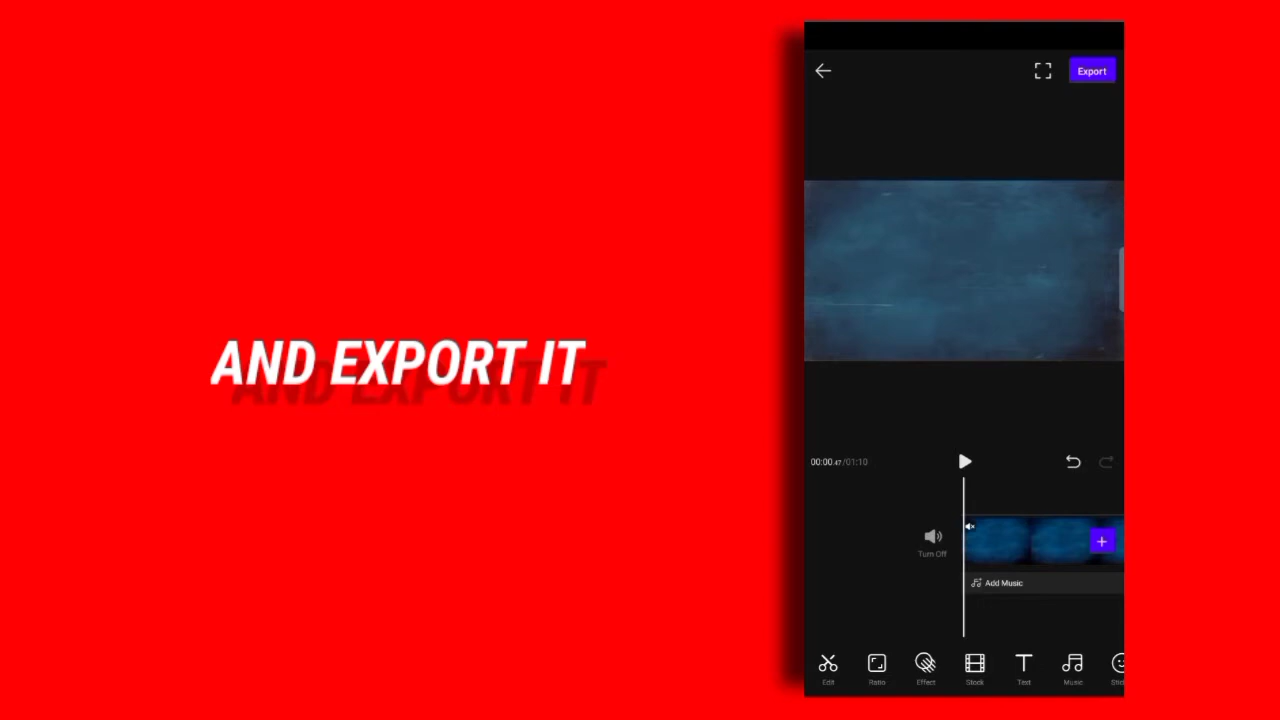 Export
AND EXPORT IT
00:00.47/01:10
Turn Off
Add Music
Edit
Ratio
Effect
Stock
Text
Music